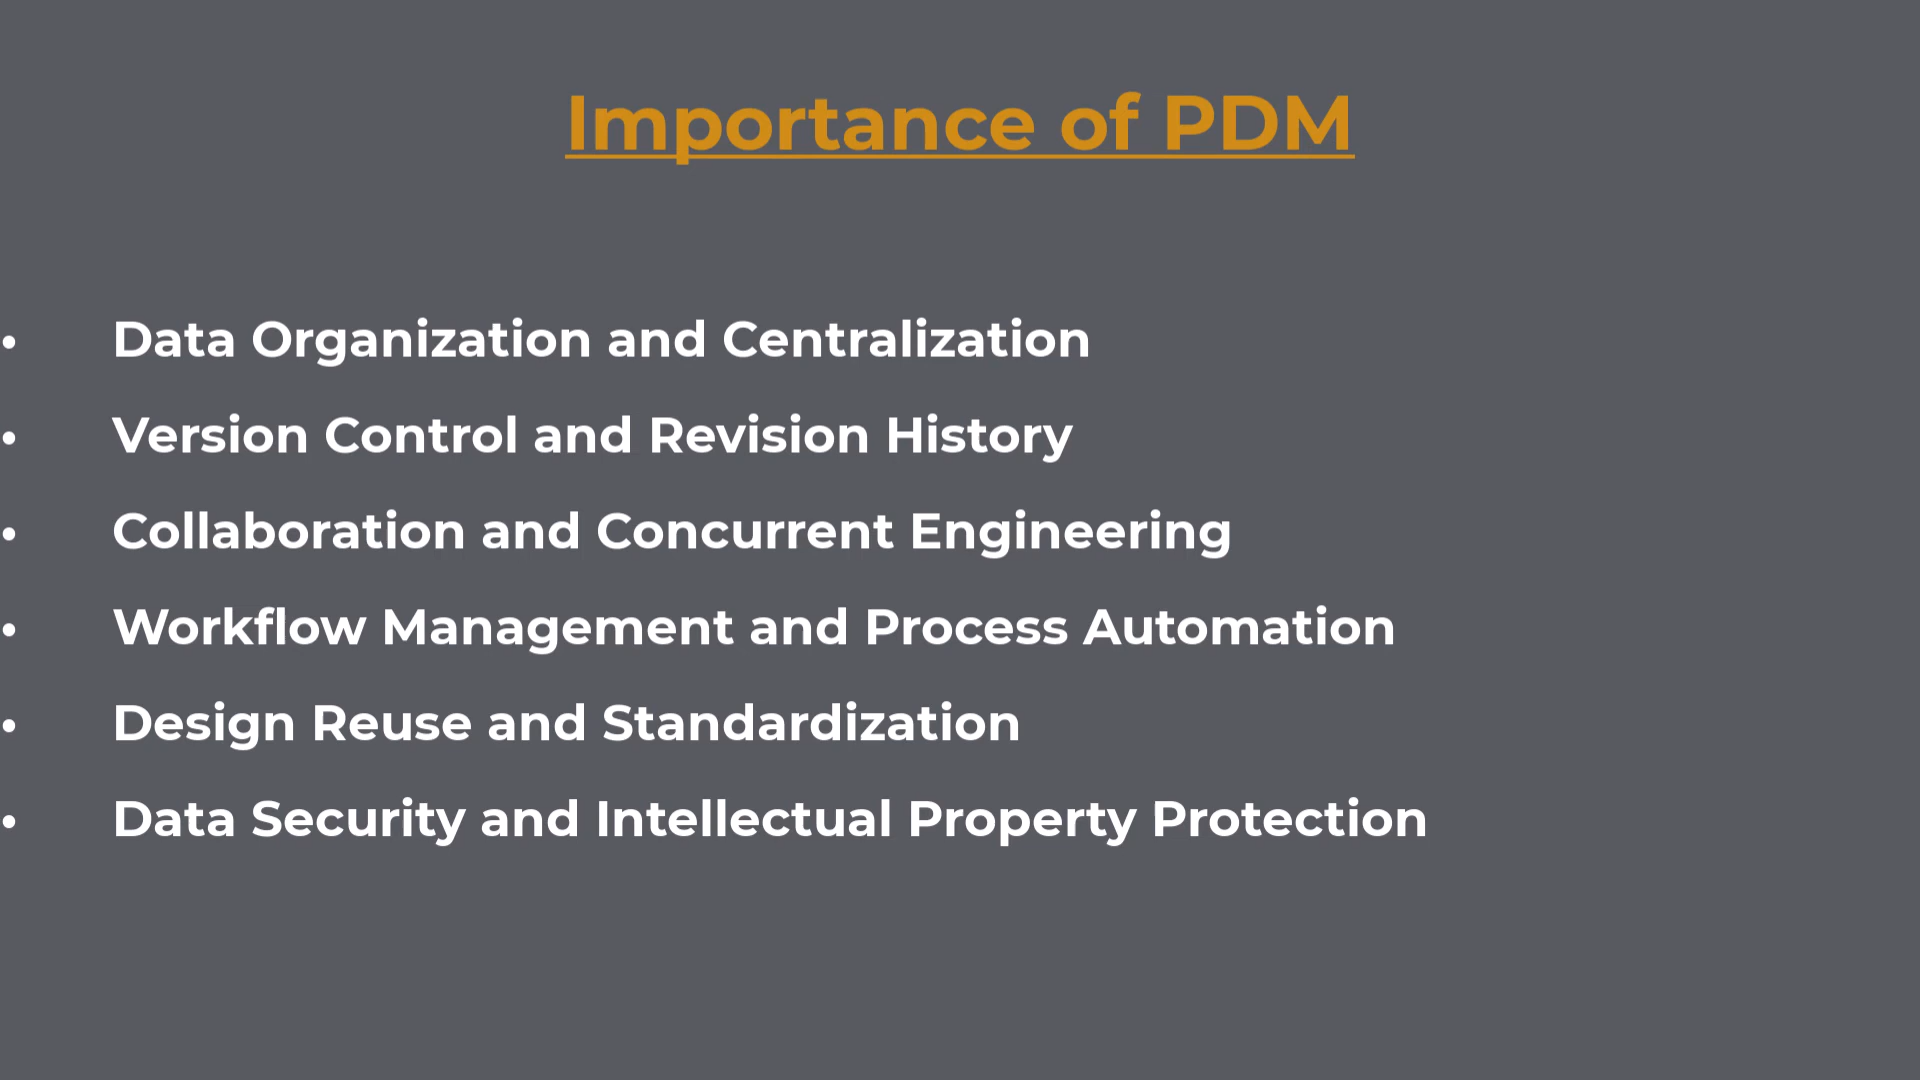 Importance of PDM
• Data Organization and Centralization
• Version Control and Revision History
• Collaboration and Concurrent Engineering
• Workflow Management and Process Automation
• Design Reuse and Standardization
• Data Security and Intellectual Property Protection